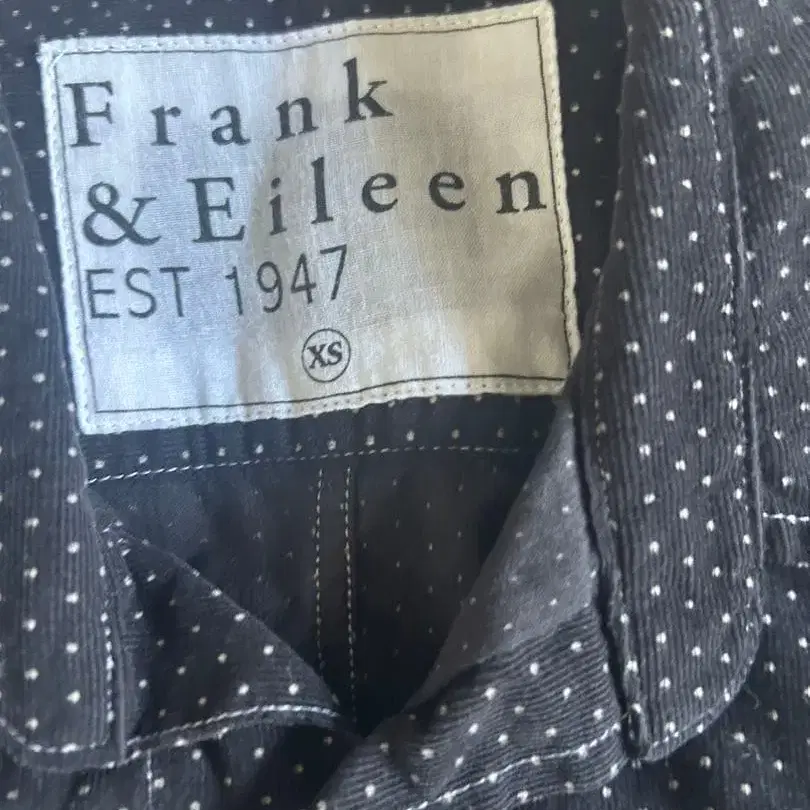 Frank
& Eileen
EST 1947
XS